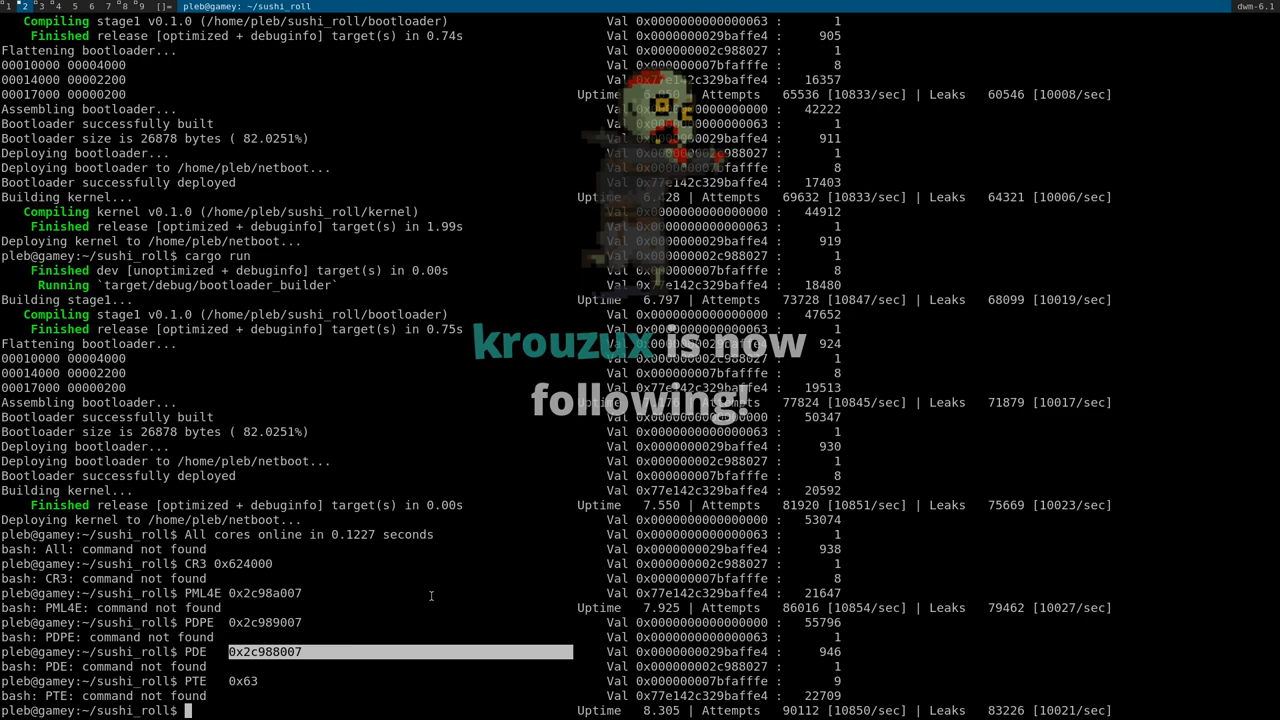 1 2 3 4 5 6 7 8 9 []= pleb@gamey: ~/sushi_roll dwm-6.1
Compiling stage1 v0.1.0 (/home/pleb/sushi_roll/bootloader)
Finished release [optimized + debuginfo] target(s) in 0.74s
Flattening bootloader...
00010000 00004000
00014000 00002200
00017000 00000200
Assembling bootloader...
Bootloader successfully built
Bootloader size is 26878 bytes ( 82.0251%)
Deploying bootloader...
Deploying bootloader to /home/pleb/netboot...
Bootloader successfully deployed
Building kernel...
Compiling kernel v0.1.0 (/home/pleb/sushi_roll/kernel)
Finished release [optimized + debuginfo] target(s) in 1.99s
Deploying kernel to /home/pleb/netboot...
pleb@gamey:~/sushi_roll$ cargo run
Finished dev [unoptimized + debuginfo] target(s) in 0.00s
Running `target/debug/bootloader_builder`
Building stage1...
Compiling stage1 v0.1.0 (/home/pleb/sushi_roll/bootloader)
Finished release [optimized + debuginfo] target(s) in 0.75s
Flattening bootloader...
00010000 00004000
00014000 00002200
00017000 00000200
Assembling bootloader...
Bootloader successfully built
Bootloader size is 26878 bytes ( 82.0251%)
Deploying bootloader...
Deploying bootloader to /home/pleb/netboot...
Bootloader successfully deployed
Building kernel...
Finished release [optimized + debuginfo] target(s) in 0.00s
Deploying kernel to /home/pleb/netboot...
pleb@gamey:~/sushi_roll$ All cores online in 0.1227 seconds
bash: All: command not found
pleb@gamey:~/sushi_roll$ CR3 0x624000
bash: CR3: command not found
pleb@gamey:~/sushi_roll$ PML4E 0x2c98a007
bash: PML4E: command not found
pleb@gamey:~/sushi_roll$ PDPE 0x2c989007
bash: PDPE: command not found
pleb@gamey:~/sushi_roll$ PDE 0x2c988007
bash: PDE: command not found
pleb@gamey:~/sushi_roll$ PTE 0x63
bash: PTE: command not found
pleb@gamey:~/sushi_roll$
Val 0x0000000000000063 : 1
Val 0x0000000029baffe4 : 905
Val 0x000000002c988027 : 1
Val 0x0000000007bfafffe : 8
Val 0x77e142c329baffe4 : 16357
Uptime 6.050 | Attempts 65536 [10833/sec] | Leaks 60546 [10008/sec]
Val 0x0000000000000000 : 42222
Val 0x0000000000000063 : 1
Val 0x0000000029baffe4 : 911
Val 0x000000002c988027 : 1
Val 0x0000000007bfafffe : 8
Val 0x77e142c329baffe4 : 17403
Uptime 6.428 | Attempts 69632 [10833/sec] | Leaks 64321 [10006/sec]
Val 0x0000000000000000 : 44912
Val 0x0000000000000063 : 1
Val 0x0000000029baffe4 : 919
Val 0x000000002c988027 : 1
Val 0x0000000007bfafffe : 8
Val 0x77e142c329baffe4 : 18480
Uptime 6.797 | Attempts 73728 [10847/sec] | Leaks 68099 [10019/sec]
Val 0x0000000000000000 : 47652
Val 0x0000000000000063 : 1
Val 0x0000000029baffe4 : 924
Val 0x000000002c988027 : 1
Val 0x0000000007bfafffe : 8
Val 0x77e142c329baffe4 : 19513
Uptime | Attempts 77824 [10845/sec] | Leaks 71879 [10017/sec]
Val 0x0000000000000000 : 50347
Val 0x0000000000000063 : 1
Val 0x0000000029baffe4 : 930
Val 0x000000002c988027 : 1
Val 0x0000000007bfafffe : 8
Val 0x77e142c329baffe4 : 20592
Uptime 7.550 | Attempts 81920 [10851/sec] | Leaks 75669 [10023/sec]
Val 0x0000000000000000 : 53074
Val 0x0000000000000063 : 1
Val 0x0000000029baffe4 : 938
Val 0x000000002c988027 : 1
Val 0x0000000007bfafffe : 8
Val 0x77e142c329baffe4 : 21647
Uptime 7.925 | Attempts 86016 [10854/sec] | Leaks 79462 [10027/sec]
Val 0x0000000000000000 : 55796
Val 0x0000000000000063 : 1
Val 0x0000000029baffe4 : 946
Val 0x000000002c988027 : 1
Val 0x0000000007bfafffe : 9
Val 0x77e142c329baffe4 : 22709
Uptime 8.305 | Attempts 90112 [10850/sec] | Leaks 83226 [10021/sec]
krouzux is now
following!